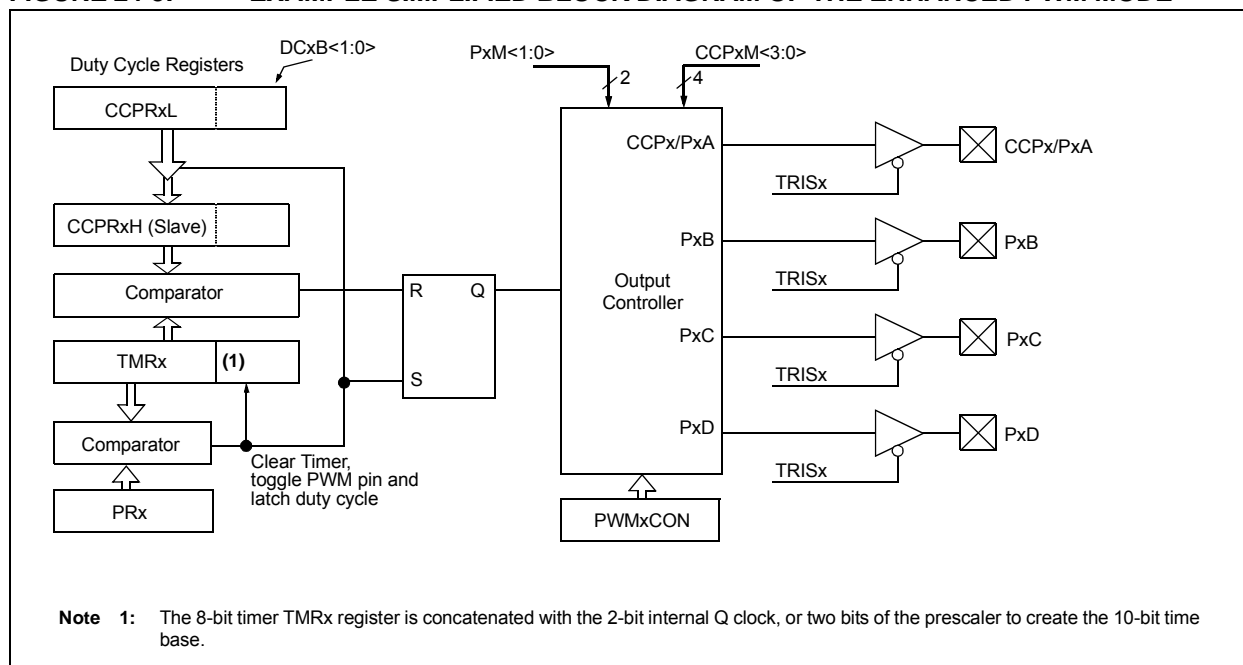 DCxB<1:0>
Duty Cycle Registers
CCPRxL
CCPRxH (Slave)
Comparator
TMRx
(1)
Comparator
PRx
Clear Timer,
toggle PWM pin and
latch duty cycle
R
Q
S
PxM<1:0>
2
CCPxM<3:0>
4
CCPx/PxA
PxB
Output
Controller
PxC
PxD
PWMxCON
TRISx
CCPx/PxA
TRISx
PxB
TRISx
PxC
TRISx
PxD
Note 1: The 8-bit timer TMRx register is concatenated with the 2-bit internal Q clock, or two bits of the prescaler to create the 10-bit time
base.